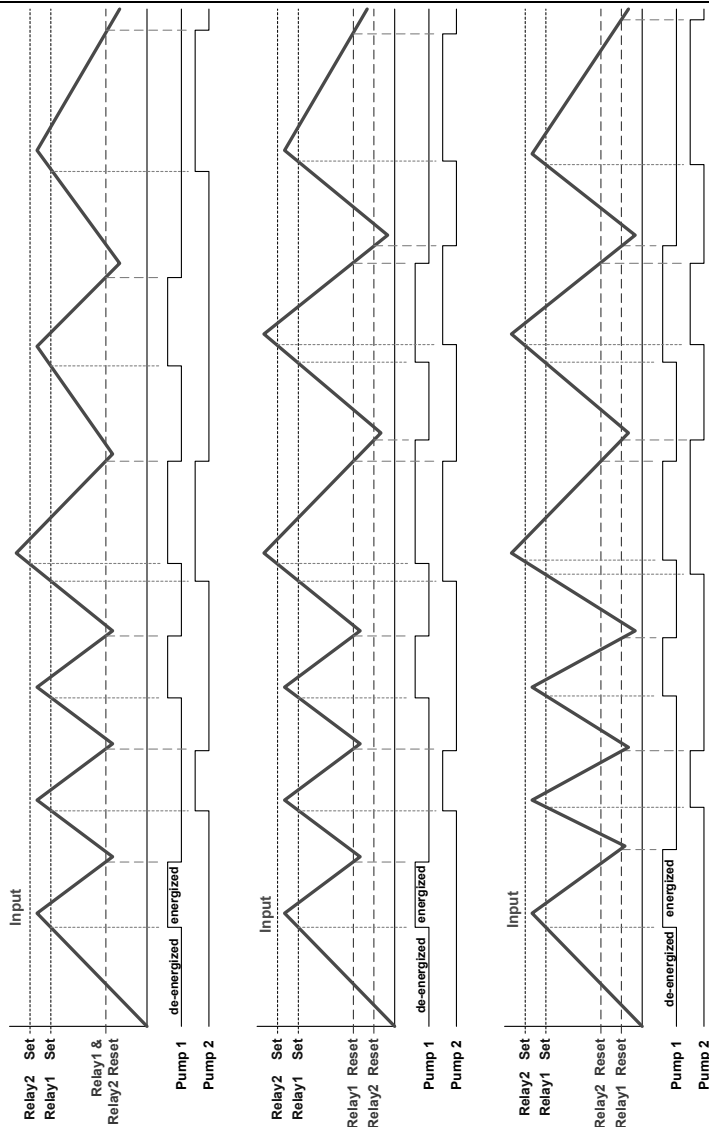 Input
Relay2 Set
Relay1 Set
Relay1 &
Relay2 Reset
de-energized
energized
Pump 1
Pump 2
Input
Relay2 Set
Relay1 Set
Relay1 Reset
Relay2 Reset
de-energized
energized
Pump 1
Pump 2
Input
Relay2 Set
Relay1 Set
Relay2 Reset
Relay1 Reset
de-energized
energized
Pump 1
Pump 2